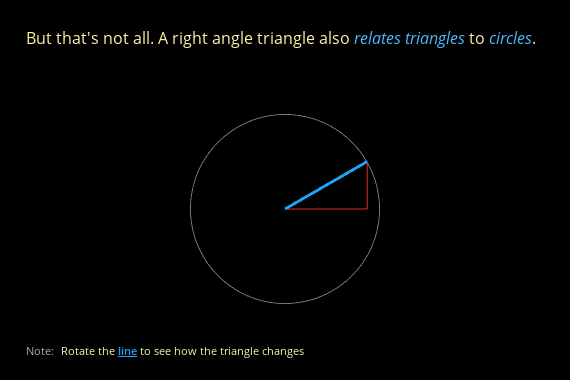 But that's not all. A right angle triangle also relates triangles to circles.
Note: Rotate the line to see how the triangle changes